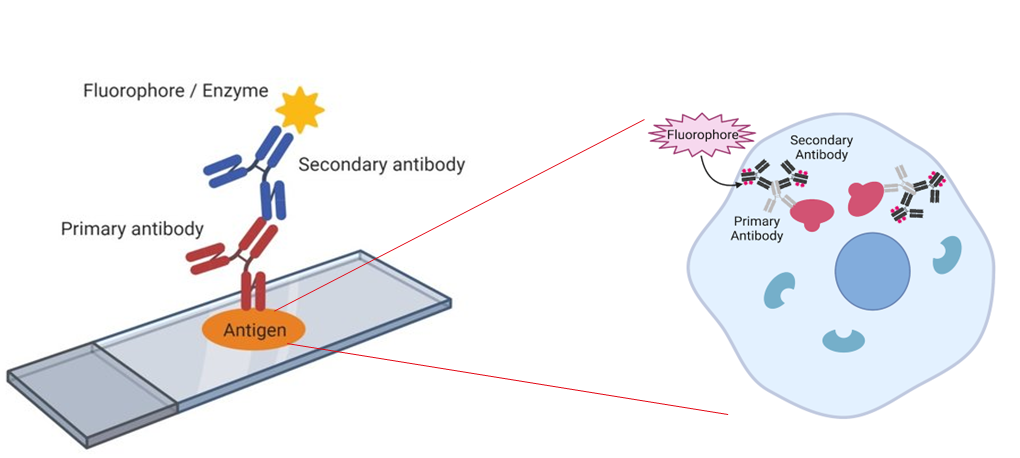 Fluorophore / Enzyme
Secondary antibody
Primary antibody
Antigen
Fluorophore
Secondary
Antibody
Primary
Antibody